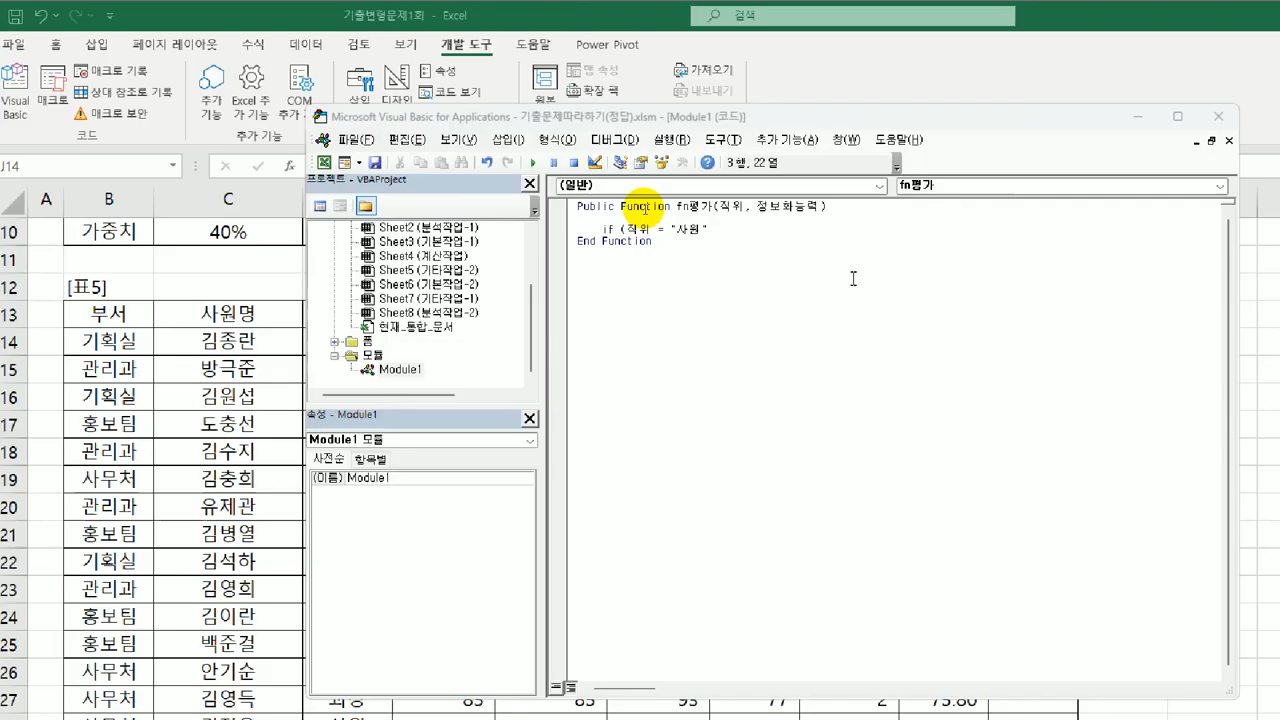 기출변형문제1회 - Excel
검색
파일 홈 삽입 페이지 레이아웃 수식 데이터 검토 보기 개발 도구 도움말 Power Pivot
Visual Basic
매크로
매크로 기록
상대 참조로 기록
매크로 보안
코드
추가 기능
Excel 추가 기능
COM 추가
추가 기능
삽입
디자인
속성
코드 보기
원본
맵 속성
확장 팩
가져오기
내보내기
J14
fx
Microsoft Visual Basic for Applications - 기출문제따라하기(정답).xlsm - [Module1 (코드)]
파일(F) 편집(E) 보기(V) 삽입(I) 형식(O) 디버그(D) 실행(R) 도구(T) 추가 기능(A) 창(W) 도움말(H)
3 행, 22 열
프로젝트 - VBAProject
Sheet2 (분석작업-1)
Sheet3 (기본작업-1)
Sheet4 (계산작업)
Sheet5 (기타작업-2)
Sheet6 (기본작업-2)
Sheet7 (기타작업-1)
Sheet8 (분석작업-2)
현재_통합_문서
폼
모듈
Module1
속성 - Module1
Module1 모듈
사전순 항목별
(이름) Module1
(일반) fn평가
Public Function fn평가(직위, 정보화능력)
if (직위 = "사원"
End Function
A B C
10 가중치 40%
11
12 [표5]
13 부서 사원명
14 기획실 김종란
15 관리과 방극준
16 기획실 김원섭
17 홍보팀 도충선
18 관리과 김수지
19 사무처 김충희
20 관리과 유제관
21 홍보팀 김병열
22 기획실 김석하
23 관리과 김영희
24 홍보팀 김이란
25 홍보팀 백준걸
26 사무처 안기순
27 사무처 김영득 85 85 95 77 2 75.80